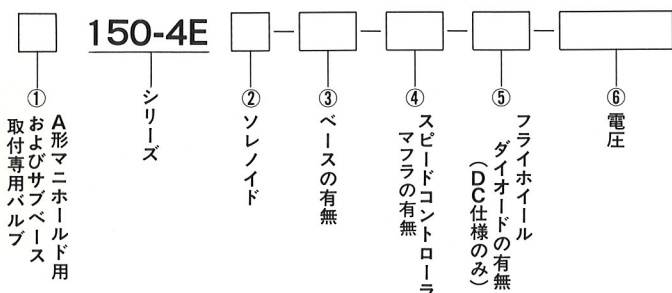 150-4E
①
A形マニホールド用
およびサブベース
取付専用バルブ
シリーズ
②
ソレノイド
③
ベースの有無
④
スピードコントローラ
マフラの有無
⑤
フライホイール
ダイオードの有無
(DC仕様のみ)
⑥
電圧